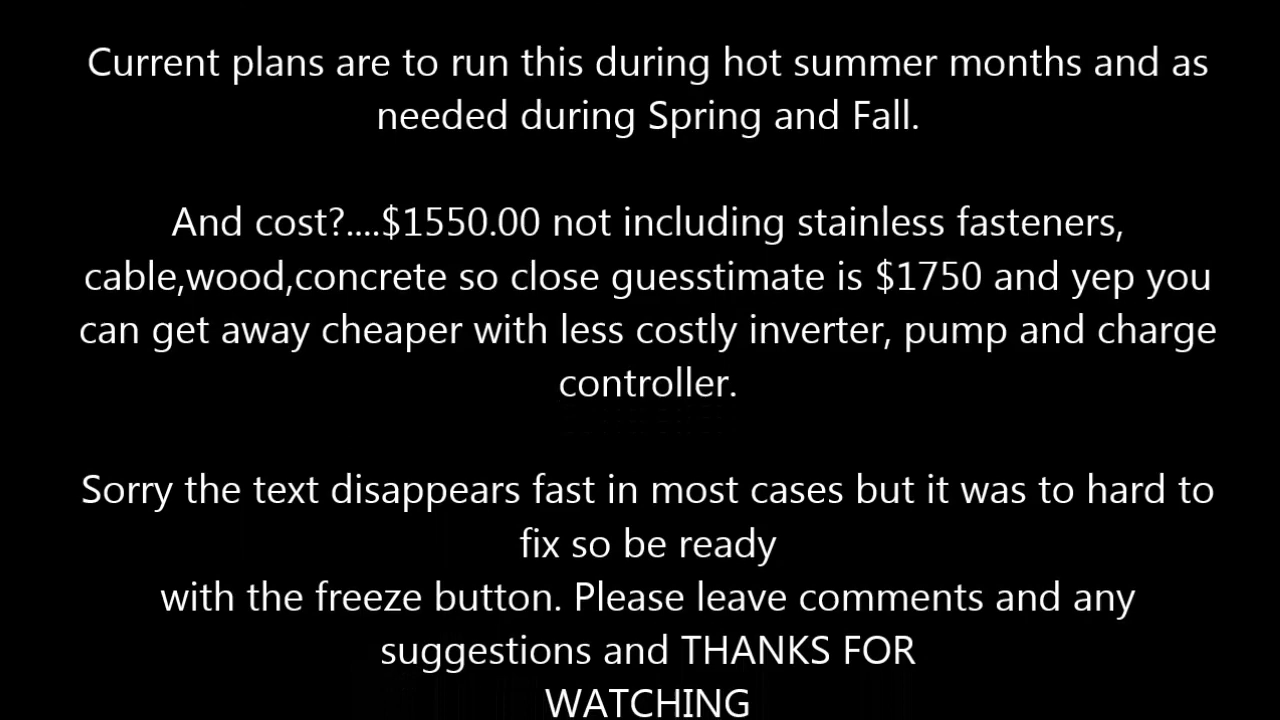 Current plans are to run this during hot summer months and as
needed during Spring and Fall.
And cost?....$1550.00 not including stainless fasteners,
cable,wood,concrete so close guesstimate is $1750 and yep you
can get away cheaper with less costly inverter, pump and charge
controller.
Sorry the text disappears fast in most cases but it was to hard to
fix so be ready
with the freeze button. Please leave comments and any
suggestions and THANKS FOR
WATCHING